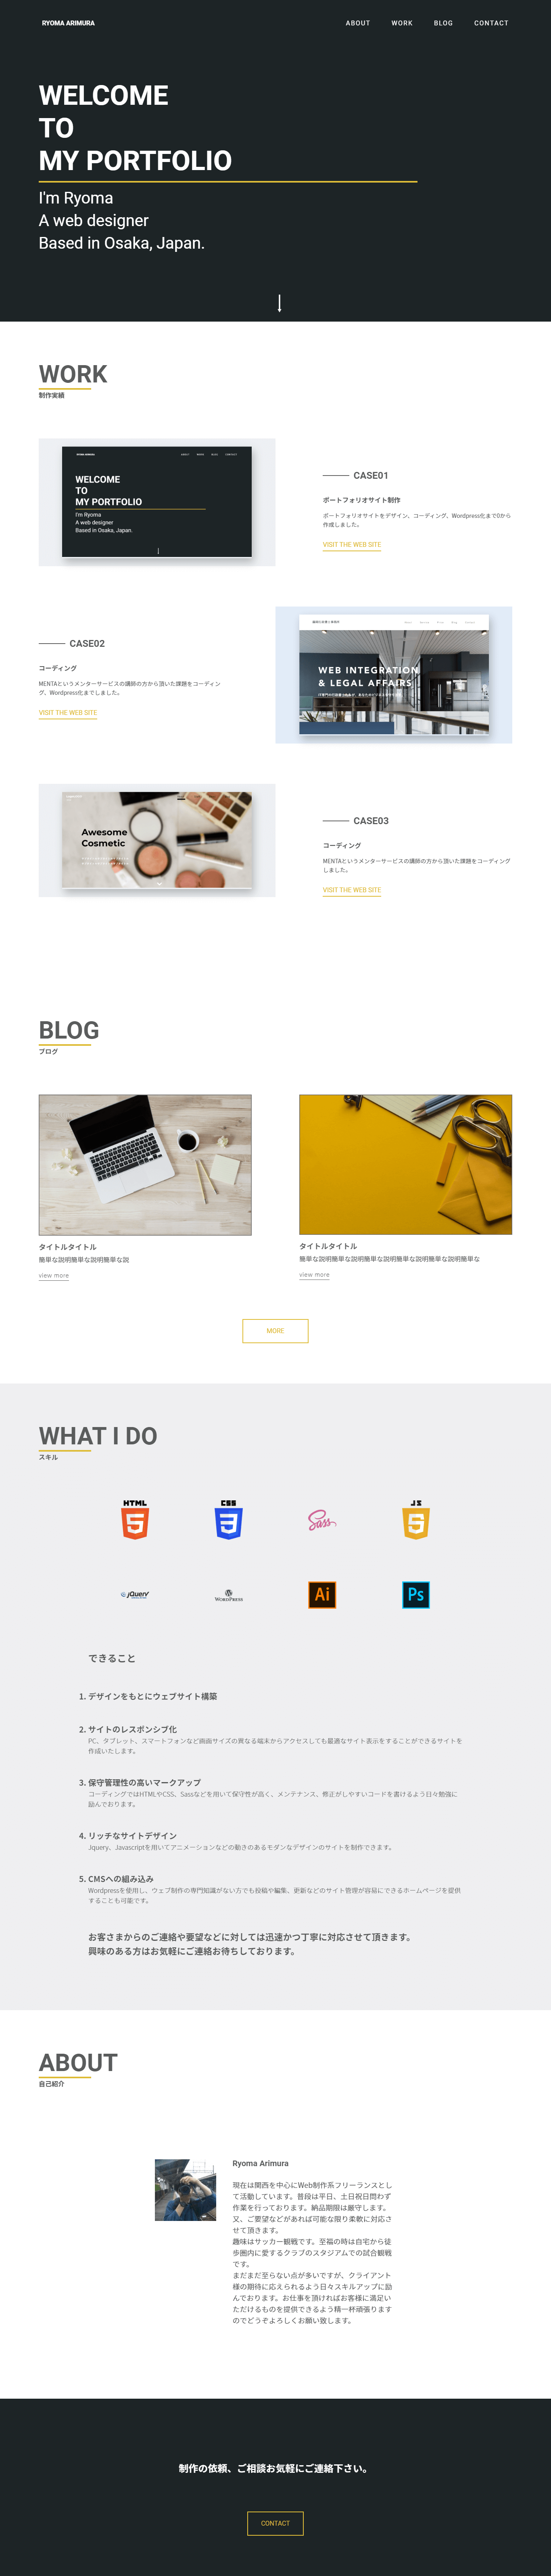 RYOMA ARIMURA
ABOUT WORK BLOG CONTACT
WELCOME
TO
MY PORTFOLIO
I'm Ryoma
A web designer
Based in Osaka, Japan.
WORK
制作実績
RYOMA ARIMURA
ABOUT WORK BLOG CONTACT
WELCOME
TO
MY PORTFOLIO
I'm Ryoma
A web designer
Based in Osaka, Japan.
CASE01
ポートフォリオサイト制作
ポートフォリオサイトをデザイン、コーディング、Wordpress化まで0から
作成しました。
VISIT THE WEB SITE
CASE02
コーディング
MENTAというメンターサービスの講師の方から頂いた課題をコーディン
グ、Wordpress化までしました。
VISIT THE WEB SITE
WEB INTEGRATION
& LEGAL AFFAIRS
Awesome
Cosmetic
CASE03
コーディング
MENTAというメンターサービスの講師の方から頂いた課題をコーディング
しました。
VISIT THE WEB SITE
BLOG
ブログ
タイトルタイトル
簡単な説明簡単な説明簡単な説
view more
タイトルタイトル
簡単な説明簡単な説明簡単な説明簡単な説明簡単な説明簡単な
view more
MORE
WHAT I DO
スキル
HTML
CSS
Sass
JS
jQuery
WORDPRESS
Ai
Ps
できること
1. デザインをもとにウェブサイト構築
2. サイトのレスポンシブ化
PC、タブレット、スマートフォンなど画面サイズの異なる端末からアクセスしても最適なサイト表示をすることができるサイトを
作成いたします。
3. 保守管理性の高いマークアップ
コーディングではHTMLやCSS、Sassなどを用いて保守性が高く、メンテナンス、修正がしやすいコードを書けるよう日々勉強に
励んでおります。
4. リッチなサイトデザイン
Jquery、Javascriptを用いてアニメーションなどの動きのあるモダンなデザインのサイトを制作できます。
5. CMSへの組み込み
Wordpressを使用し、ウェブ制作の専門知識がない方でも投稿や編集、更新などのサイト管理が容易にできるホームページを提供
することも可能です。
お客さまからのご連絡や要望などに対しては迅速かつ丁寧に対応させて頂きます。
興味のある方はお気軽にご連絡お待ちしております。
ABOUT
自己紹介
Ryoma Arimura
現在は関西を中心にWeb制作系フリーランスとし
て活動しています。普段は平日、土日祝日問わず
作業を行っております。納品期限は厳守します。
又、ご要望などがあれば可能な限り柔軟に対応さ
せて頂きます。
趣味はサッカー観戦です。至福の時は自宅から徒
歩圏内に愛するクラブのスタジアムでの試合観戦
です。
まだまだ至らない点が多いですが、クライアント
様の期待に応えられるよう日々スキルアップに励
んでおります。お仕事を頂ければお客様に満足い
ただけるものを提供できるよう精一杯頑張ります
のでどうぞよろしくお願い致します。
制作の依頼、ご相談お気軽にご連絡下さい。
CONTACT